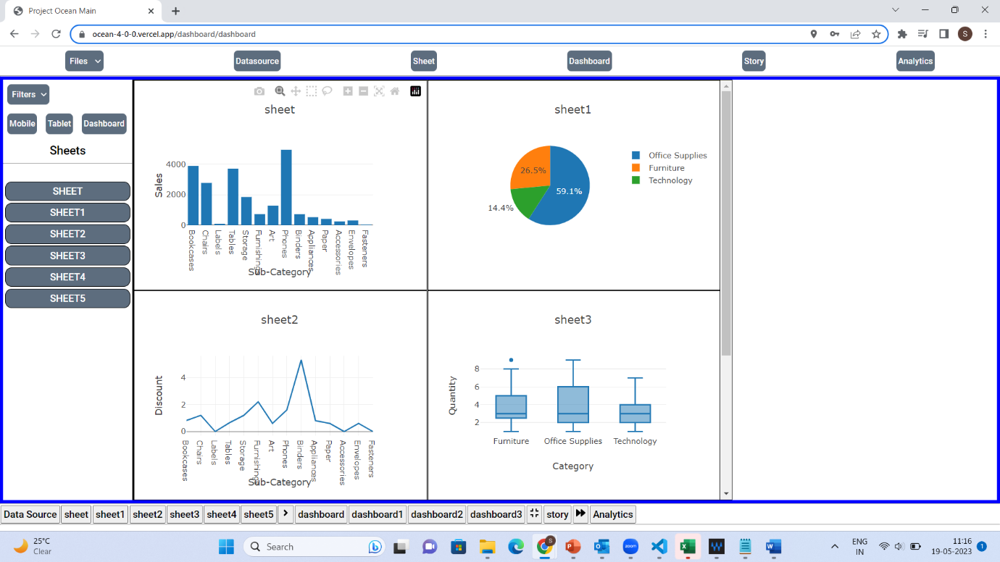 Project Ocean Main
ocean-4-0-0.vercel.app/dashboard/dashboard
S
Files
Datasource
Sheet
Dashboard
Story
Analytics
Filters
Mobile
Tablet
Dashboard
Sheets
SHEET
SHEET1
SHEET2
SHEET3
SHEET4
SHEET5
sheet
Sales
4000
2000
0
Bookcases
Chairs
Labels
Tables
Storage
Furnishings
Art
Phones
Binders
Appliances
Paper
Accessories
Envelopes
Fasteners
Sub-Category
sheet1
26.5%
59.1%
14.4%
Office Supplies
Furniture
Technology
sheet2
Discount
4
2
0
Bookcases
Chairs
Labels
Tables
Storage
Furnishings
Art
Phones
Binders
Appliances
Paper
Accessories
Envelopes
Fasteners
Sub-Category
sheet3
Quantity
8
6
4
2
Furniture
Office Supplies
Technology
Category
Data Source
sheet
sheet1
sheet2
sheet3
sheet4
sheet5
dashboard
dashboard1
dashboard2
dashboard3
story
Analytics
25°C
Clear
Search
S
zoom
ENG
IN
11:16
19-05-2023
1